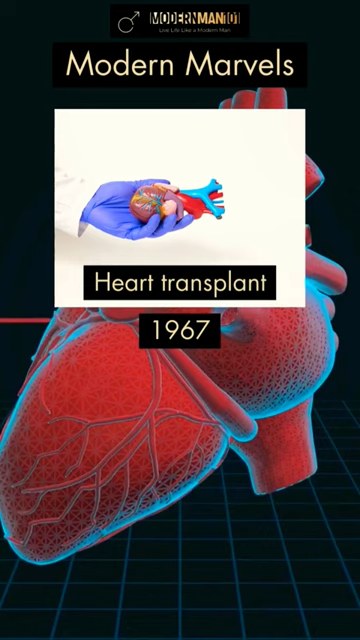 MODERNMAN101
Live Life Like a Modern Man
Modern Marvels
Heart transplant
1967